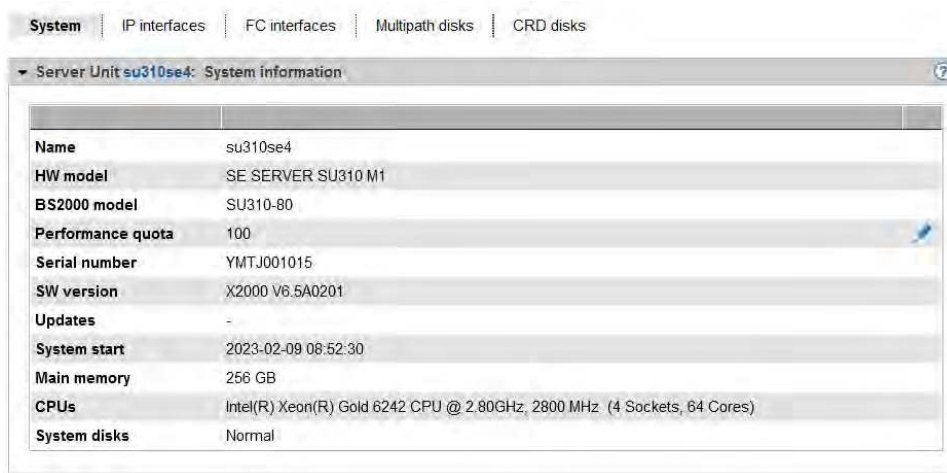 System IP interfaces FC interfaces Multipath disks CRD disks
Server Unit su310se4: System information ?
Name su310se4
HW model SE SERVER SU310 M1
BS2000 model SU310-80
Performance quota 100
Serial number YMTJ001015
SW version X2000 V6.5A0201
Updates -
System start 2023-02-09 08:52:30
Main memory 256 GB
CPUs Intel(R) Xeon(R) Gold 6242 CPU @ 2.80GHz, 2800 MHz (4 Sockets, 64 Cores)
System disks Normal